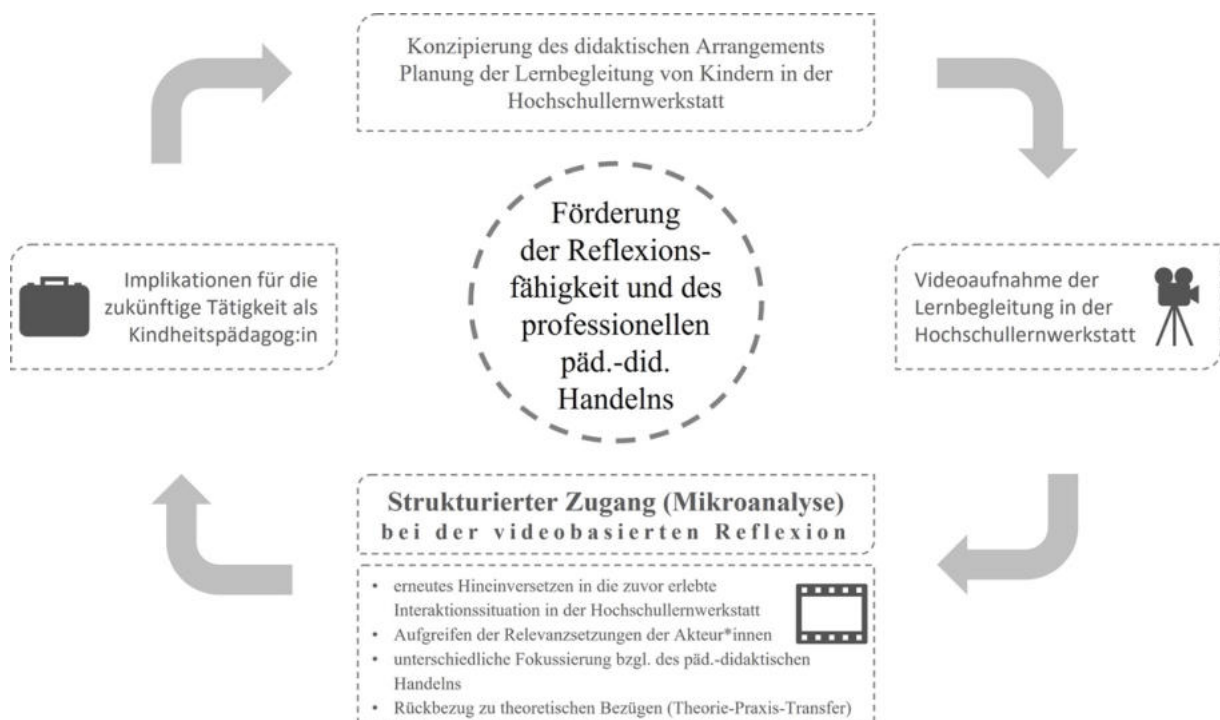 Konzipierung des didaktischen Arrangements
Planung der Lernbegleitung von Kindern in der
Hochschullernwerkstatt
Förderung
der Reflexions-
fähigkeit und des
professionellen
päd.-did.
Handelns
Implikationen für die
zukünftige Tätigkeit als
Kindheitspädagog:in
Videoaufnahme der
Lernbegleitung in der
Hochschullernwerkstatt
Strukturierter Zugang (Mikroanalyse)
bei der videobasierten Reflexion
• erneutes Hineinversetzen in die zuvor erlebte
Interaktionssituation in der Hochschullernwerkstatt
• Aufgreifen der Relevanzsetzungen der Akteur*innen
• unterschiedliche Fokussierung bzgl. des päd.-didaktischen
Handelns
• Rückbezug zu theoretischen Bezügen (Theorie-Praxis-Transfer)